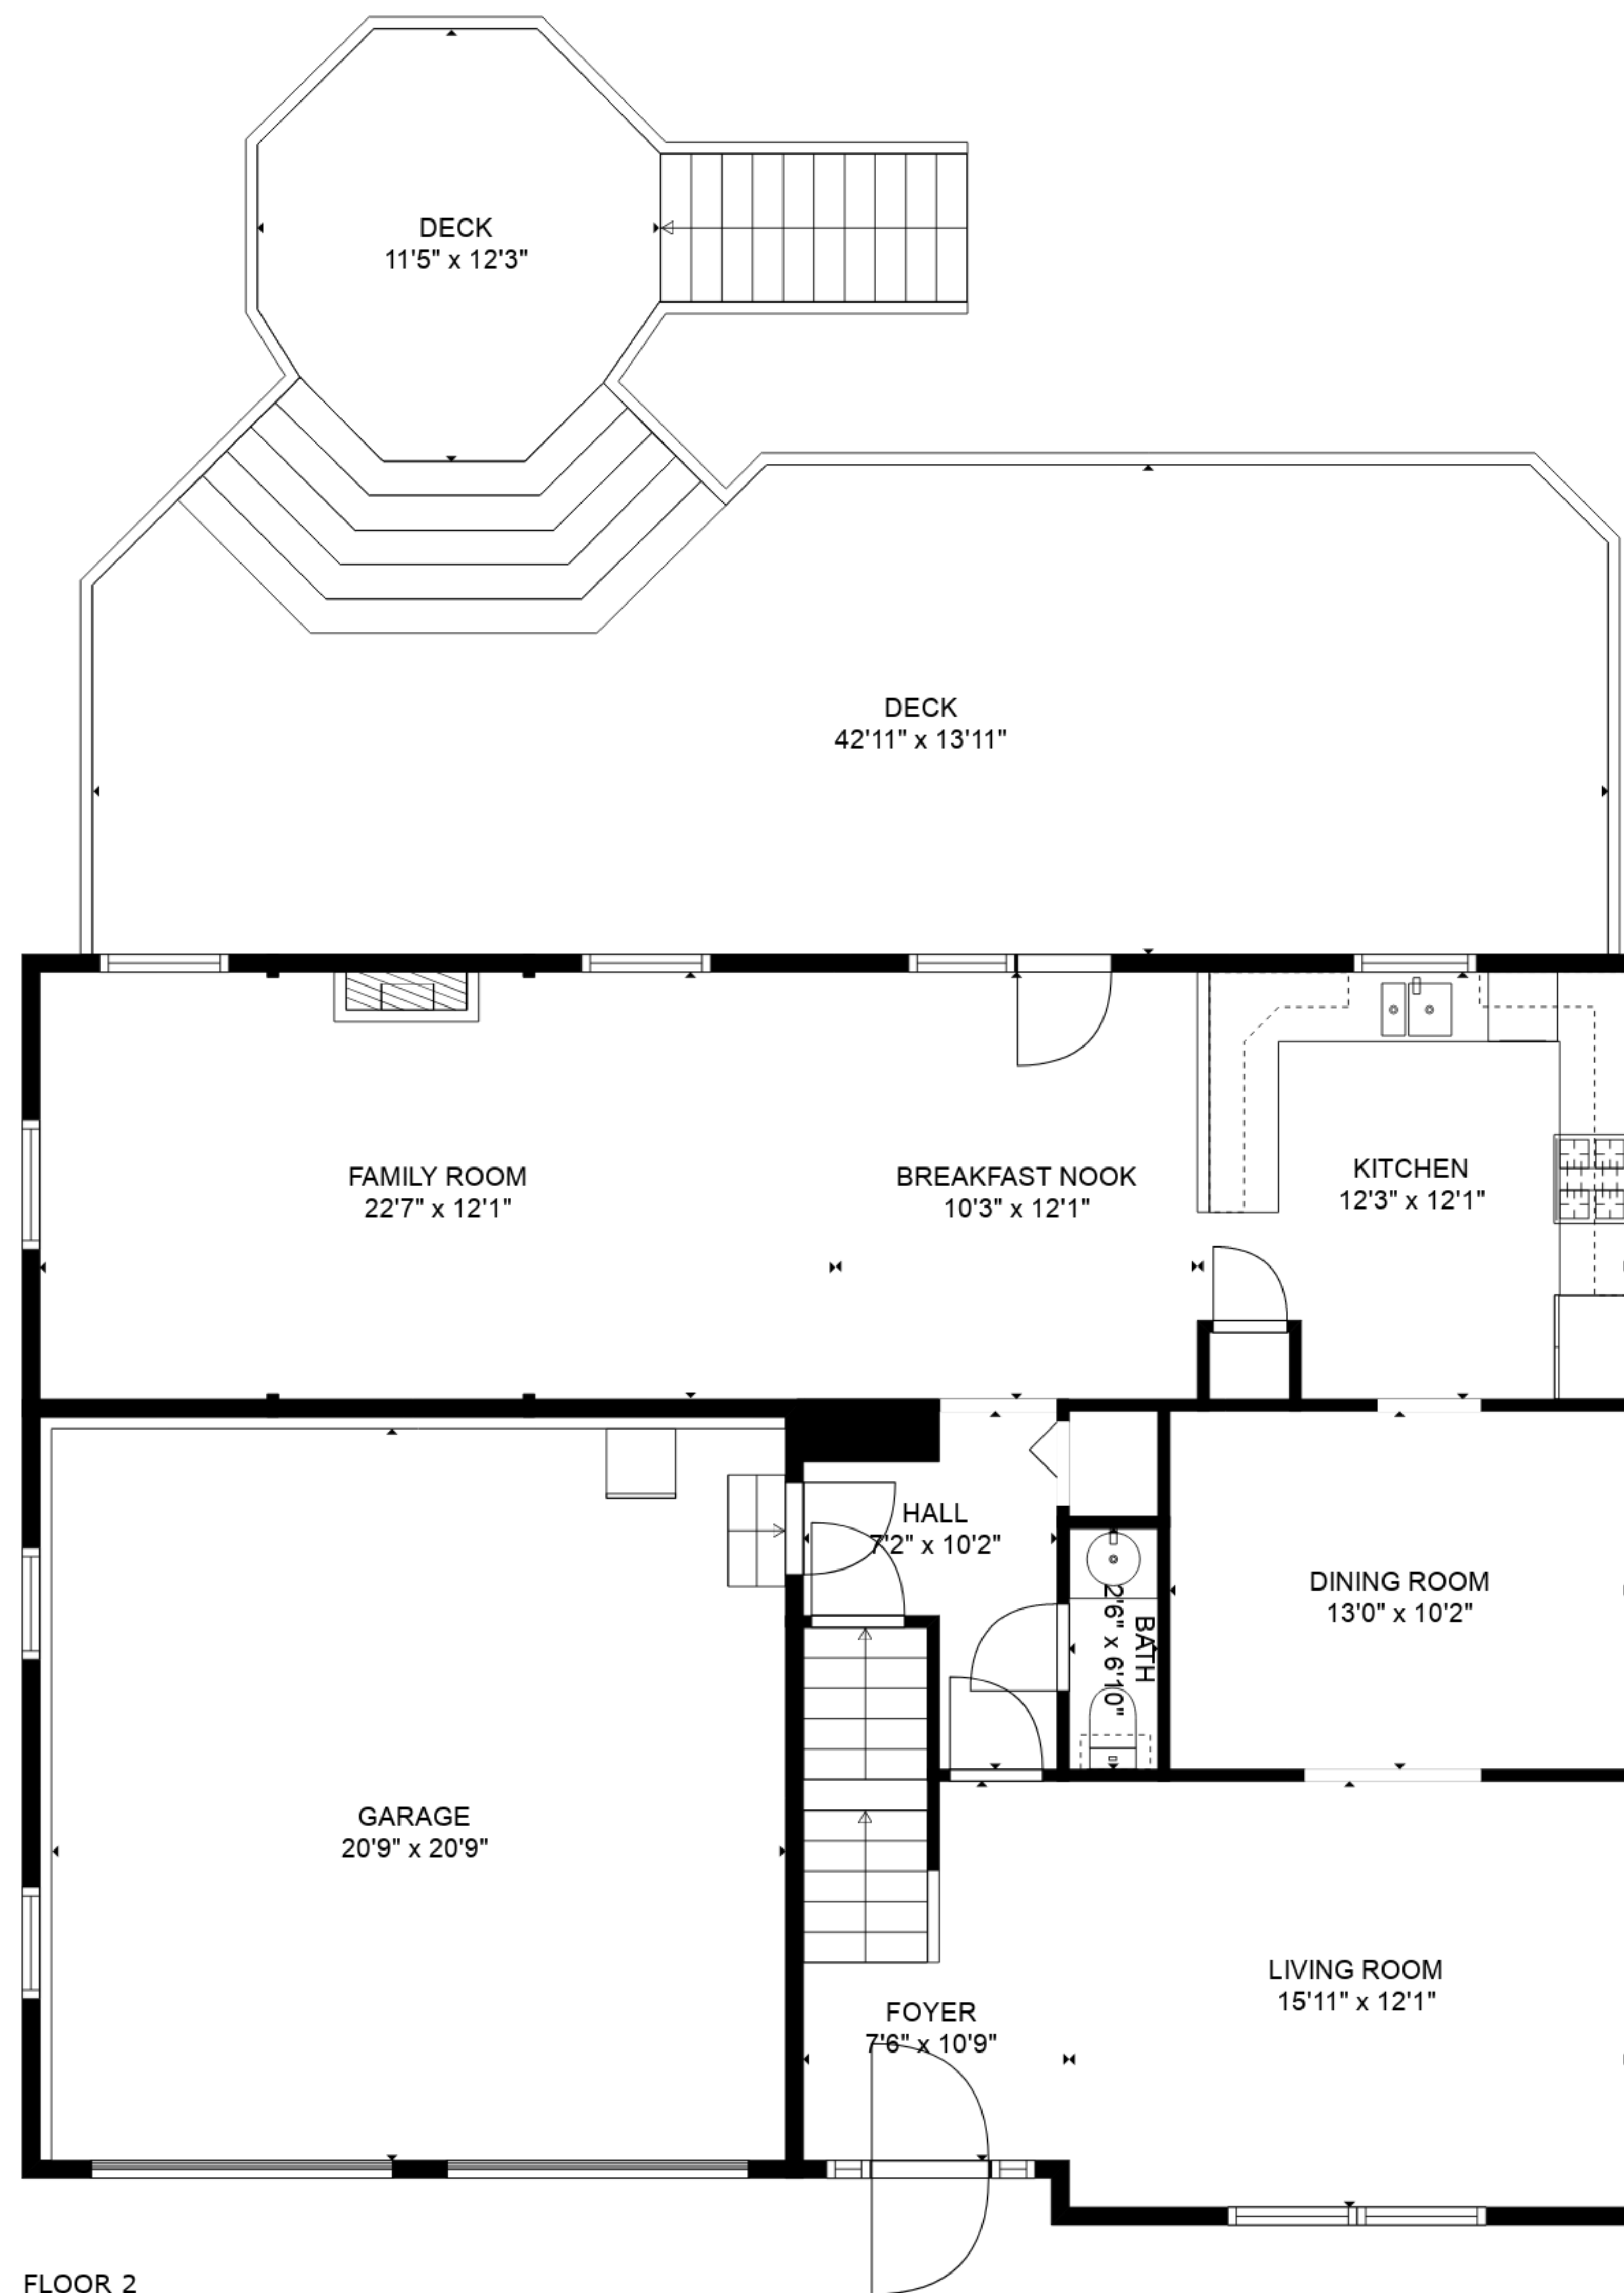 DECK
11'5" x 12'3"
DECK
42'11" x 13'11"
FAMILY ROOM
22'7" x 12'1"
BREAKFAST NOOK
10'3" x 12'1"
KITCHEN
12'3" x 12'1"
HALL
7'2" x 10'2"
DINING ROOM
13'0" x 10'2"
BATH
2'6" x 6'10"
GARAGE
20'9" x 20'9"
LIVING ROOM
15'11" x 12'1"
FOYER
7'6" x 10'9"
FLOOR 2